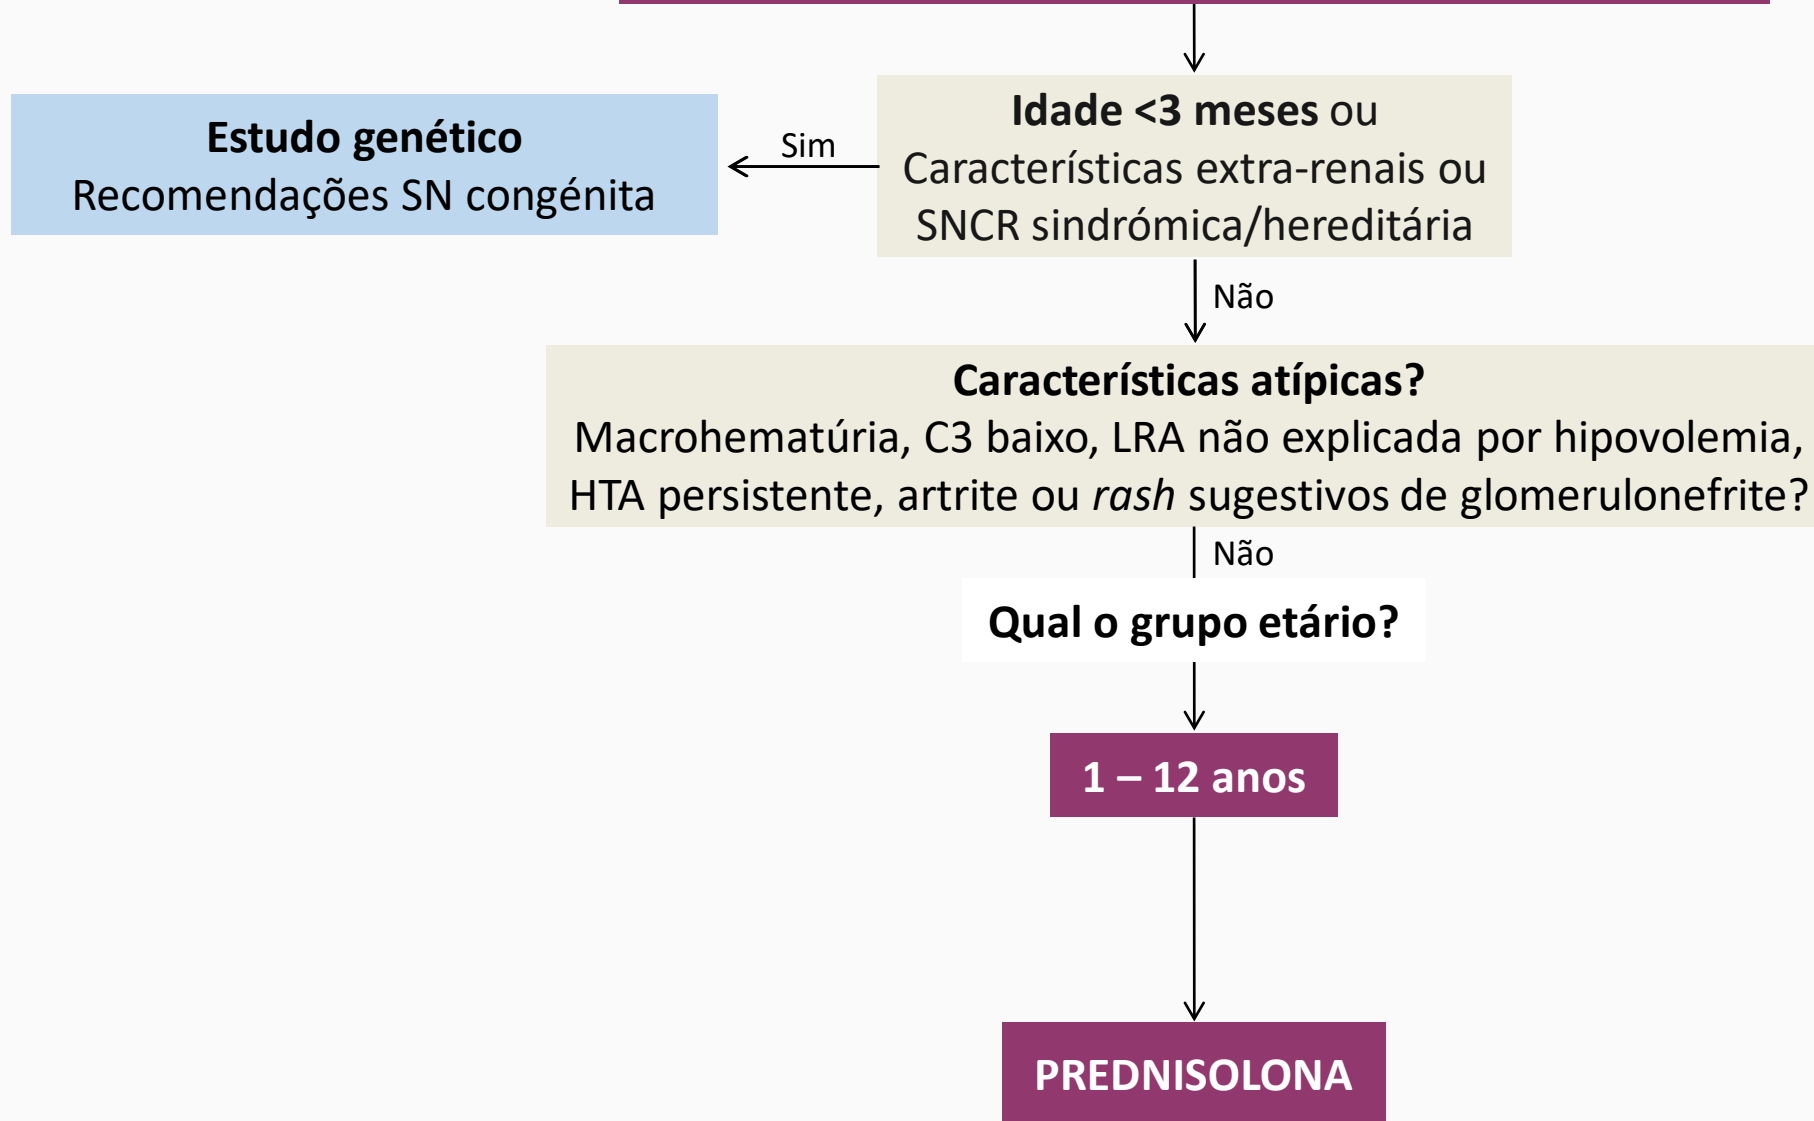 Idade <3 meses ou
Características extra-renais ou
SNCR sindrómica/hereditária
Sim
Estudo genético
Recomendações SN congénita
Não
Características atípicas?
Macrohematúria, C3 baixo, LRA não explicada por hipovolemia,
HTA persistente, artrite ou rash sugestivos de glomerulonefrite?
Não
Qual o grupo etário?
1 – 12 anos
PREDNISOLONA